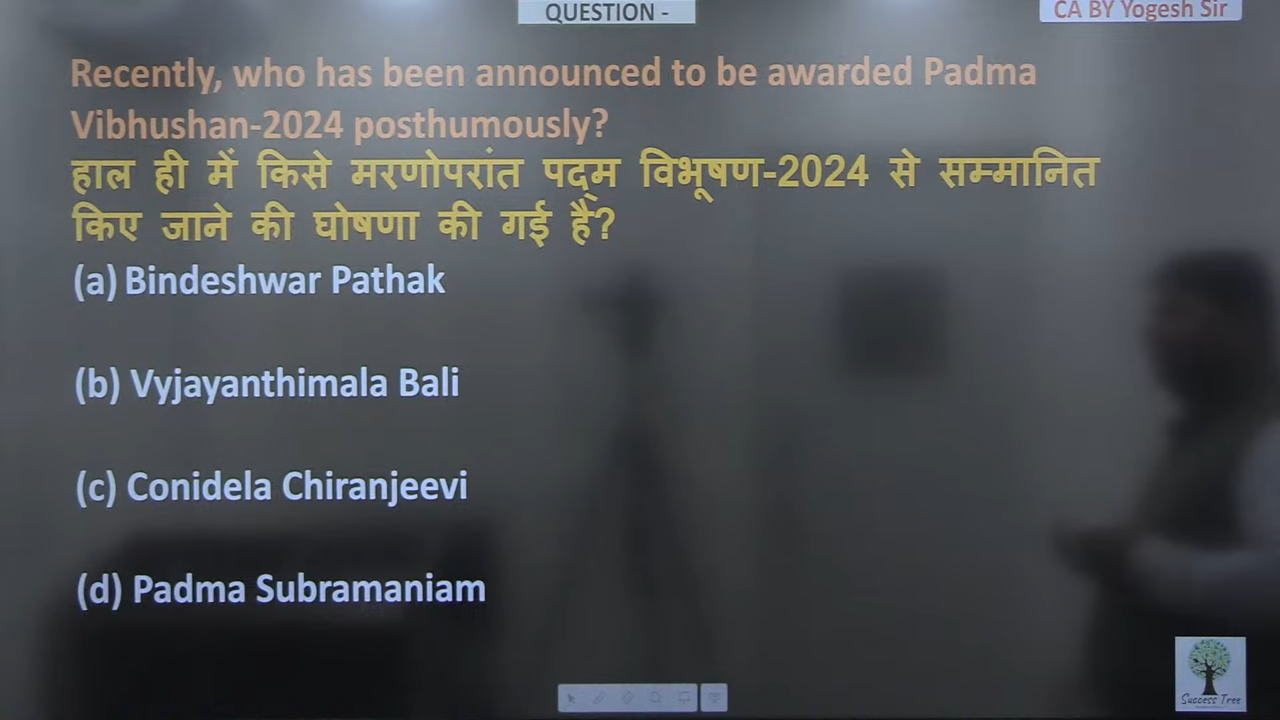 QUESTION -
CA BY Yogesh Sir
Recently, who has been announced to be awarded Padma
Vibhushan-2024 posthumously?
हाल ही में किसे मरणोपरांत पद्म विभूषण-2024 से सम्मानित
किए जाने की घोषणा की गई है?
(a) Bindeshwar Pathak
(b) Vyjayanthimala Bali
(c) Conidela Chiranjeevi
(d) Padma Subramaniam
Success Tree